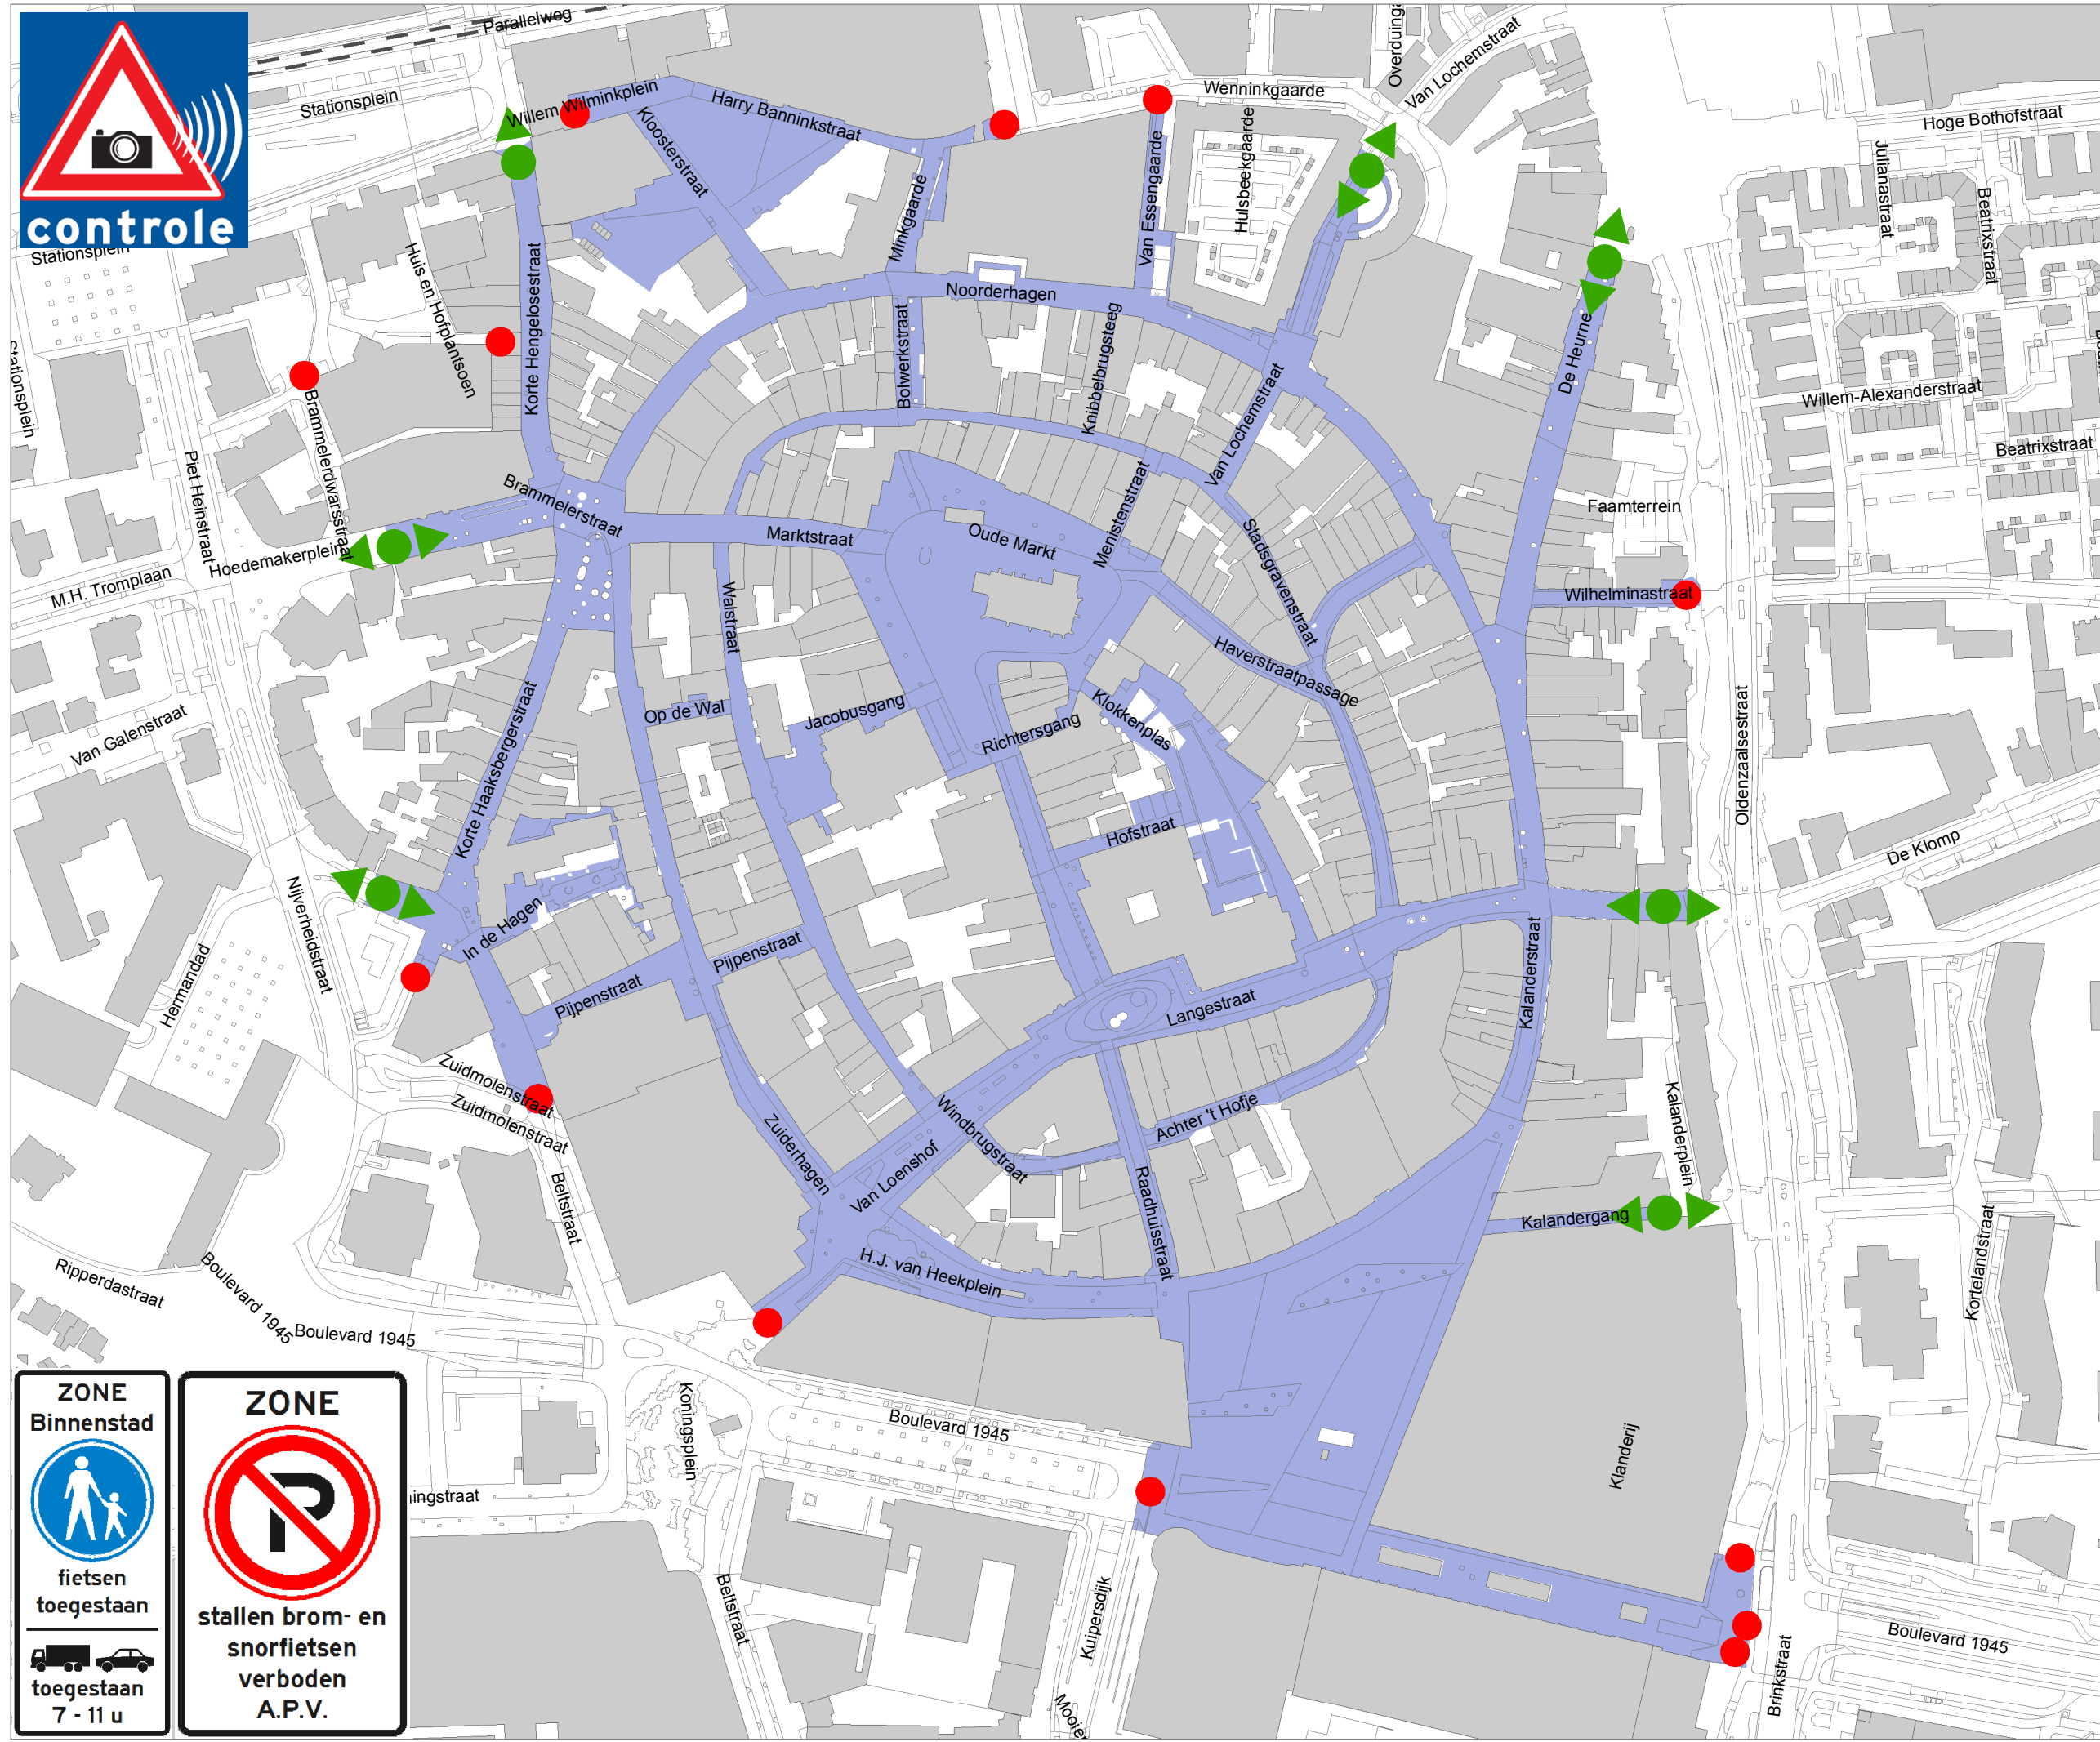 Parallelweg
Stationsplein
controle
Stationsplein
Stationsplein
Willem Wilminkplein
Harry Banninkstraat
Kloosterstraat
Minkgaarde
Van Essengaarde
Wenninkgaarde
Hulsbeekgaarde
Van Lochemstraat
Hoge Bothofstraat
Julianastraat
Beatrixstraat
Huis en Hofplantsoen
Korte Hengelosestraat
Noorderhagen
Bolwerkstraat
Knibbelbrugsteeg
Van Lochemstraat
De Heurne
Willem-Alexanderstraat
Beatrixstraat
Piet Heinstraat
Brammelerdwarsstraat
Brammelerstraat
Marktstraat
Oude Markt
Menistenstraat
Stadsgravenstraat
Faamterrein
Hoedemakerplein
M.H. Tromplaan
Wilhelminastraat
Walstraat
Haverstraatpassage
Van Galenstraat
Korte Haaksbergerstraat
Op de Wal
Jacobusgang
Richtersgang
Klokkenplas
Oldenzaalsestraat
Hofstraat
De Klomp
Nijverheidstraat
Hermandad
In de Hagen
Pijpenstraat
Pijpenstraat
Langestraat
Kalanderstraat
Zuidmolenstraat
Zuidmolenstraat
Beltstraat
Zuiderhagen
Windbrugstraat
Van Loenshof
Achter 't Hofje
Raadhuisstraat
Kalanderplein
Kalandergang
Kortelandstraat
Ripperdastraat
Boulevard 1945
Boulevard 1945
H.J. van Heekplein
Koningsplein
Boulevard 1945
Klanderij
Beltstraat
Kuipersdijk
Brinkstraat
Boulevard 1945
ZONE
Binnenstad
fietsen
toegestaan
toegestaan
7 - 11 u
ZONE
P
stallen brom- en
snorfietsen
verboden
A.P.V.